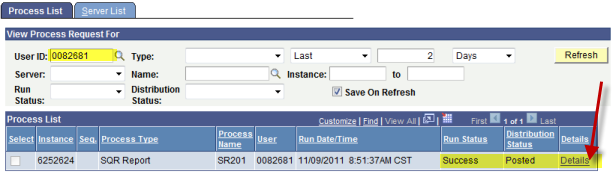 Process List Server List
View Process Request For
User ID: 0082681 Type: Last 2 Days Refresh
Server: Name: Instance: to
Run Status: Distribution Status: Save On Refresh
Process List Customize | Find | View All | First 1 of 1 Last
Select Instance Seq. Process Type Process Name User Run Date/Time Run Status Distribution Status Details
6252624 SQR Report SR201 0082681 11/09/2011 8:51:37AM CST Success Posted Details